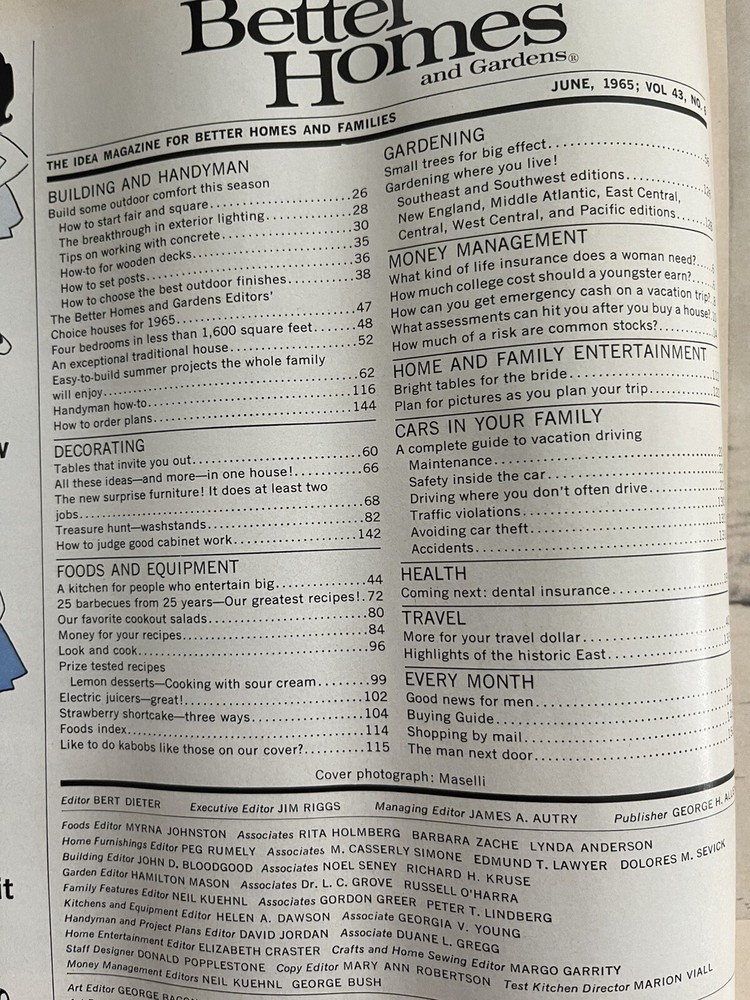 Better
Homes
and Gardens®
JUNE, 1965; VOL 43, NO.
THE IDEA MAGAZINE FOR BETTER HOMES AND FAMILIES
BUILDING AND HANDYMAN
Build some outdoor comfort this season
How to start fair and square....................26
The breakthrough in exterior lighting............28
Tips on working with concrete...................30
How-to for wooden decks.......................35
How to set posts..............................36
How to choose the best outdoor finishes.........38
The Better Homes and Gardens Editors'
Choice houses for 1965.........................47
Four bedrooms in less than 1,600 square feet......48
An exceptional traditional house..................52
Easy-to-build summer projects the whole family
will enjoy.....................................62
Handyman how-to..............................116
How to order plans............................144
DECORATING
Tables that invite you out.......................60
All these ideas—and more—in one house!.........66
The new surprise furniture! It does at least two
jobs..........................................68
Treasure hunt—washstands......................82
How to judge good cabinet work.................142
FOODS AND EQUIPMENT
A kitchen for people who entertain big............44
25 barbecues from 25 years—Our greatest recipes!.72
Our favorite cookout salads......................80
Money for your recipes..........................84
Look and cook.................................96
Prize tested recipes
Lemon desserts—Cooking with sour cream........99
Electric juicers—great!..........................102
Strawberry shortcake—three ways...............104
Foods index...................................114
Like to do kabobs like those on our cover?.........115
GARDENING
Small trees for big effect.....................
Gardening where you live!
Southeast and Southwest editions..............
New England, Middle Atlantic, East Central,
Central, West Central, and Pacific editions.......
MONEY MANAGEMENT
What kind of life insurance does a woman need?....
How much college cost should a youngster earn?....
How can you get emergency cash on a vacation trip?
What assessments can hit you after you buy a house?
How much of a risk are common stocks?........
HOME AND FAMILY ENTERTAINMENT
Bright tables for the bride.....................
Plan for pictures as you plan your trip...........
CARS IN YOUR FAMILY
A complete guide to vacation driving
Maintenance................................
Safety inside the car.........................
Driving where you don't often drive...........
Traffic violations............................
Avoiding car theft...........................
Accidents..................................
HEALTH
Coming next: dental insurance.................
TRAVEL
More for your travel dollar.....................
Highlights of the historic East..................
EVERY MONTH
Good news for men..........................
Buying Guide................................
Shopping by mail............................
The man next door...........................
Cover photograph: Maselli
Editor BERT DIETER Executive Editor JIM RIGGS Managing Editor JAMES A. AUTRY Publisher GEORGE H.
Foods Editor MYRNA JOHNSTON Associates RITA HOLMBERG BARBARA ZACHE LYNDA ANDERSON
Home Furnishings Editor PEG RUMELY Associates M. CASSERLY SIMONE EDMUND T. LAWYER DOLORES M. SEVICK
Building Editor JOHN D. BLOODGOOD Associates NOEL SENEY RICHARD H. KRUSE
Garden Editor HAMILTON MASON Associates Dr. L. C. GROVE RUSSELL O'HARRA
Family Features Editor NEIL KUEHNL Associates GORDON GREER PETER T. LINDBERG
Kitchens and Equipment Editor HELEN A. DAWSON Associate GEORGIA V. YOUNG
Handyman and Project Plans Editor DAVID JORDAN Associate DUANE L. GREGG
Home Entertainment Editor ELIZABETH CRASTER Crafts and Home Sewing Editor MARGO GARRITY
Staff Designer DONALD POPPLESTONE Copy Editor MARY ANN ROBERTSON Test Kitchen Director MARION VIALL
Money Management Editors NEIL KUEHNL GEORGE BUSH
Art Editor GEORGE